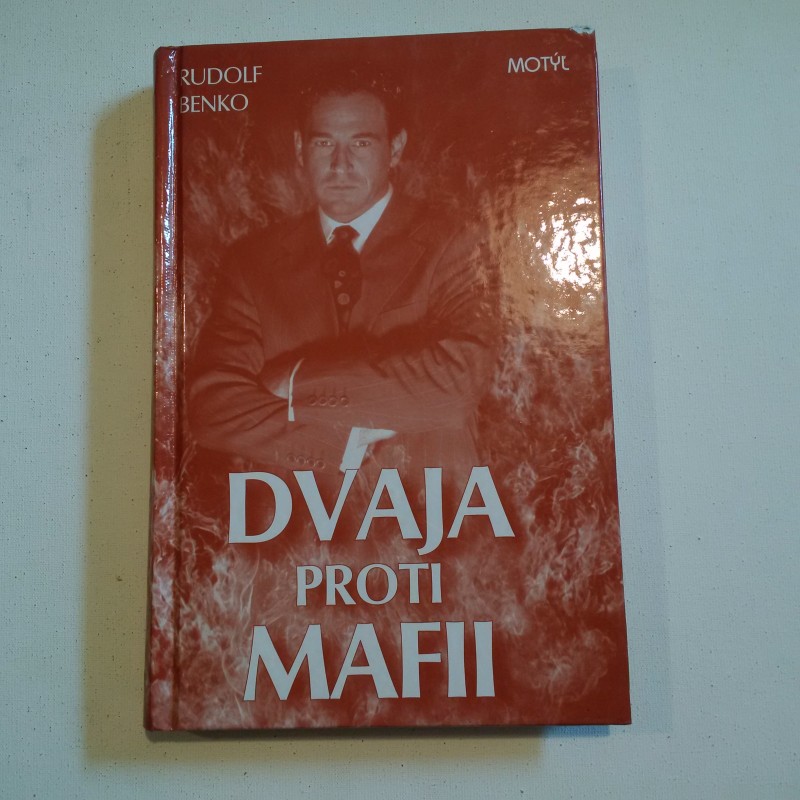 RUDOLF
BENKO
MOTÝĽ
DVAJA
PROTI
MAFII